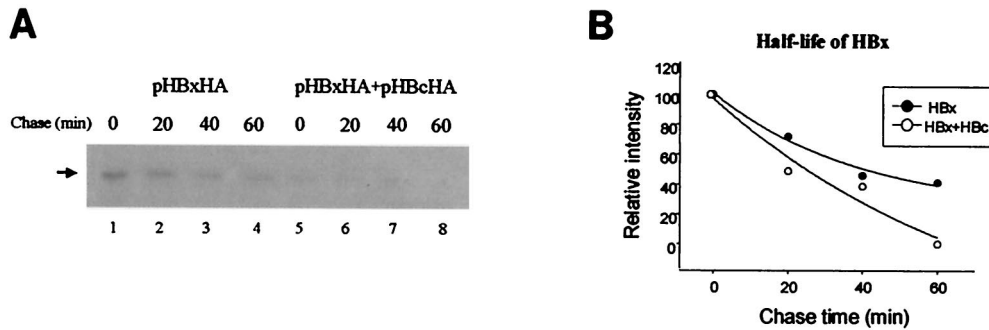 A
pHBxHA pHBxHA+pHBcHA
Chase (min) 0 20 40 60 0 20 40 60
1 2 3 4 5 6 7 8
B
Half-life of HBx
120
100
80
60
40
20
0
Relative intensity
HBx
HBx+HBc
0 20 40 60
Chase time (min)